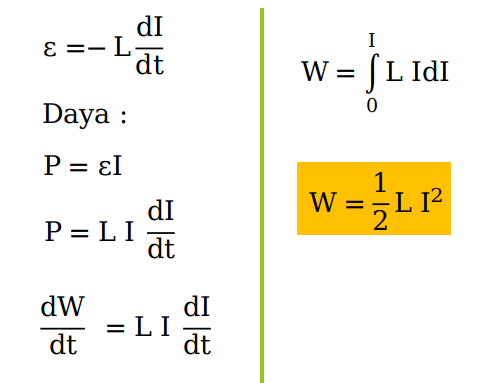 ε = − L dI/dt
Daya :
P = εI
P = L I dI/dt
dW/dt = L I dI/dt
W = ∫₀ᴵ L IdI
W = 1/2 L I²